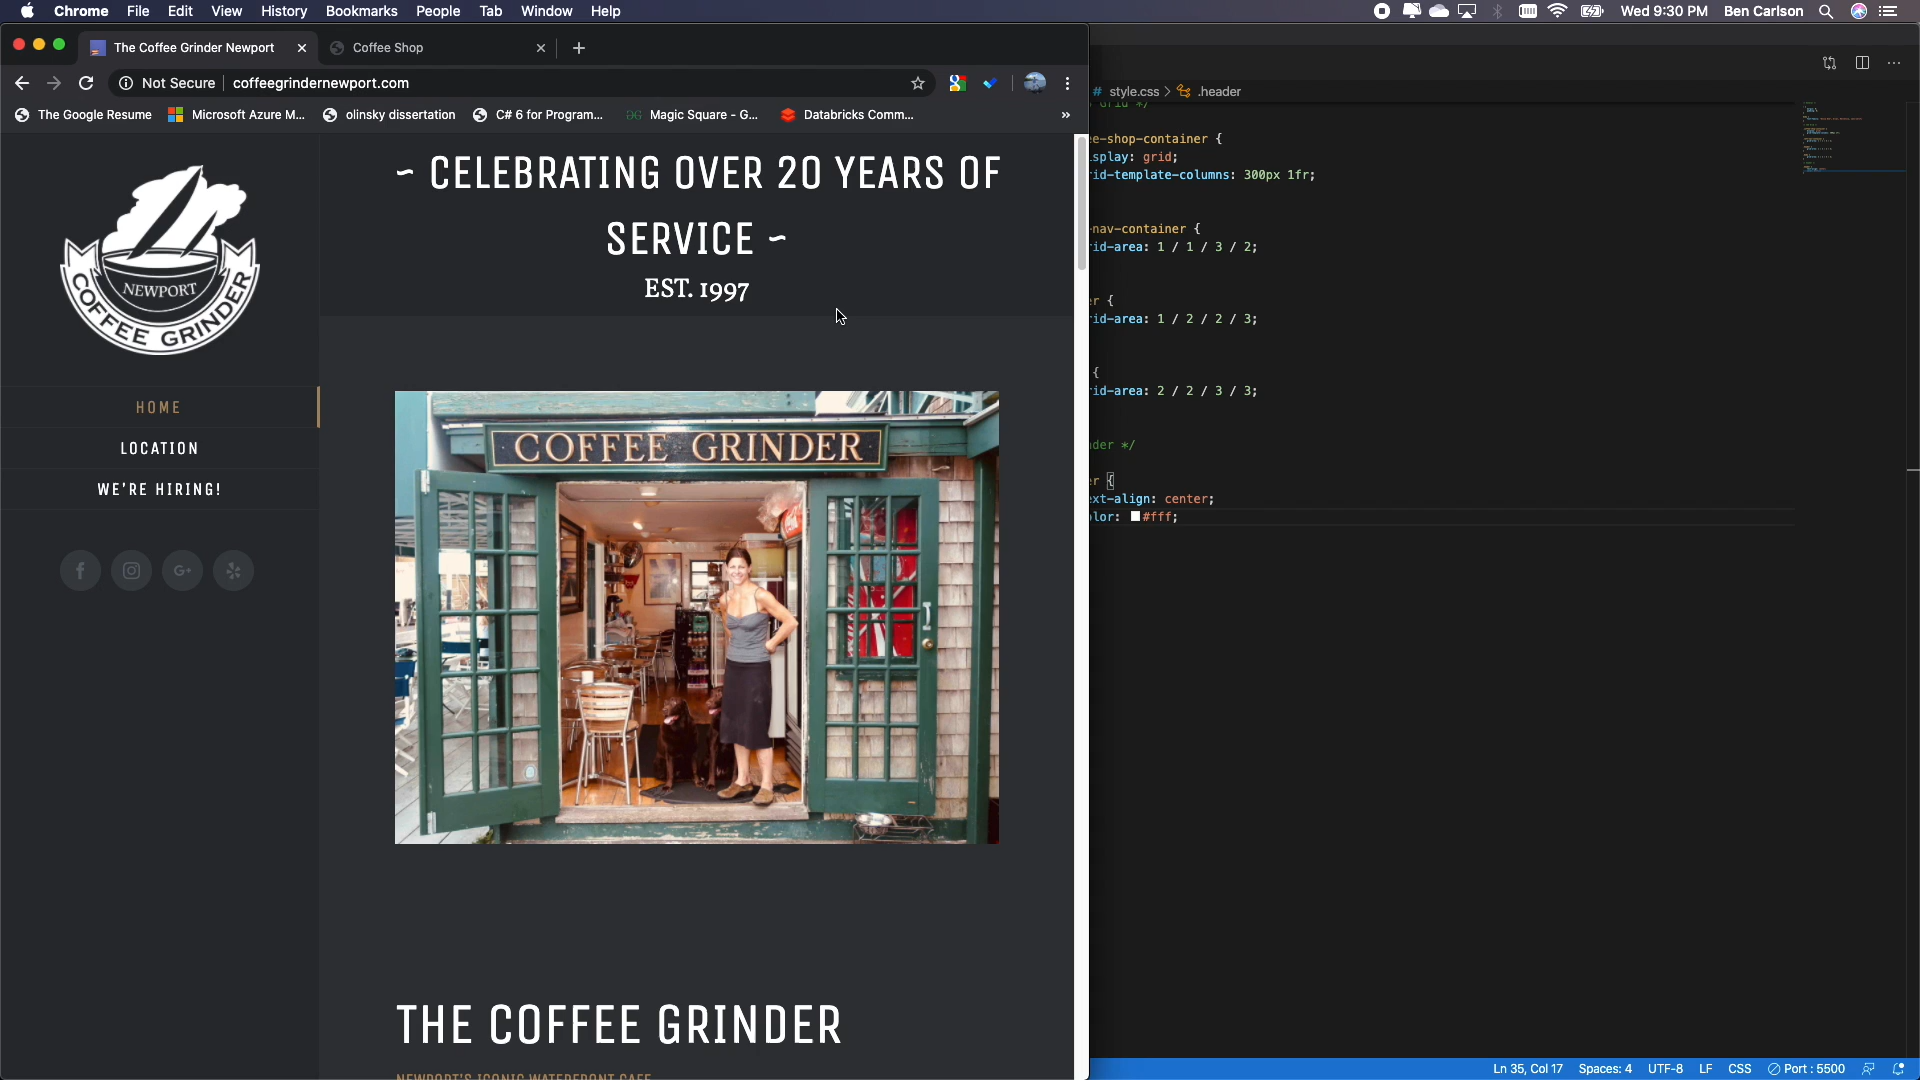 Chrome File Edit View History Bookmarks People Tab Window Help
Wed 9:30 PM Ben Carlson
The Coffee Grinder Newport
Coffee Shop
Not Secure coffeegrindernewport.com
The Google Resume
Microsoft Azure M...
olinsky dissertation
C# 6 for Program...
Magic Square - G...
Databricks Comm...
NEWPORT
COFFEE GRINDER
HOME
LOCATION
WE'RE HIRING!
~ CELEBRATING OVER 20 YEARS OF
SERVICE ~
EST. 1997
COFFEE GRINDER
THE COFFEE GRINDER
NEWPORT'S ICONIC WATERFRONT CAFE
# style.css > .header
e-shop-container {
splay: grid;
id-template-columns: 300px 1fr;
nav-container {
id-area: 1 / 1 / 3 / 2;
r {
id-area: 1 / 2 / 2 / 3;
{
id-area: 2 / 2 / 3 / 3;
der */
r {
xt-align: center;
lor: #fff;
Ln 35, Col 17 Spaces: 4 UTF-8 LF CSS Port : 5500